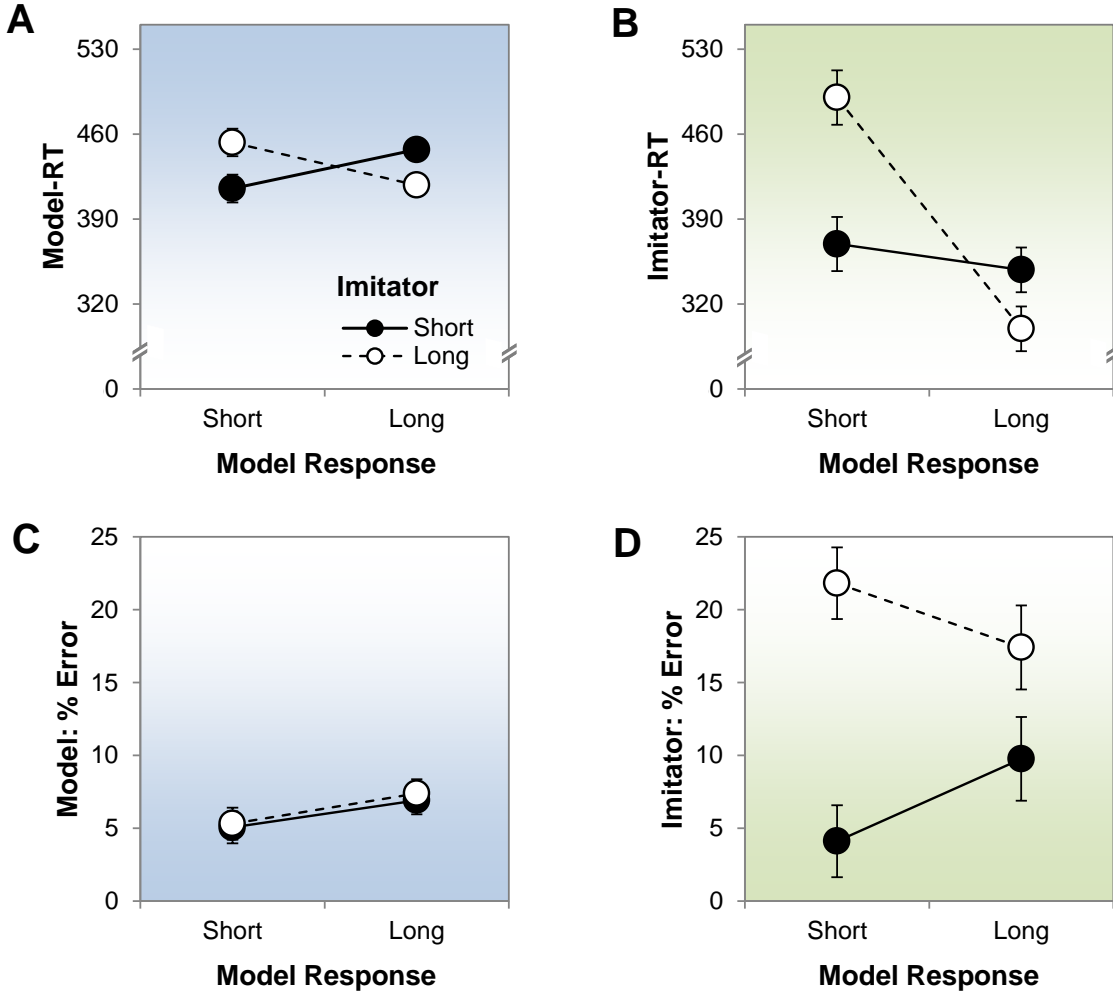 A
530
460
390
320
0
Model-RT
Imitator
Short
Long
Short Long
Model Response
B
530
460
390
320
0
Imitator-RT
Short Long
Model Response
C
25
20
15
10
5
0
Model: % Error
Short Long
Model Response
D
25
20
15
10
5
0
Imitator: % Error
Short Long
Model Response